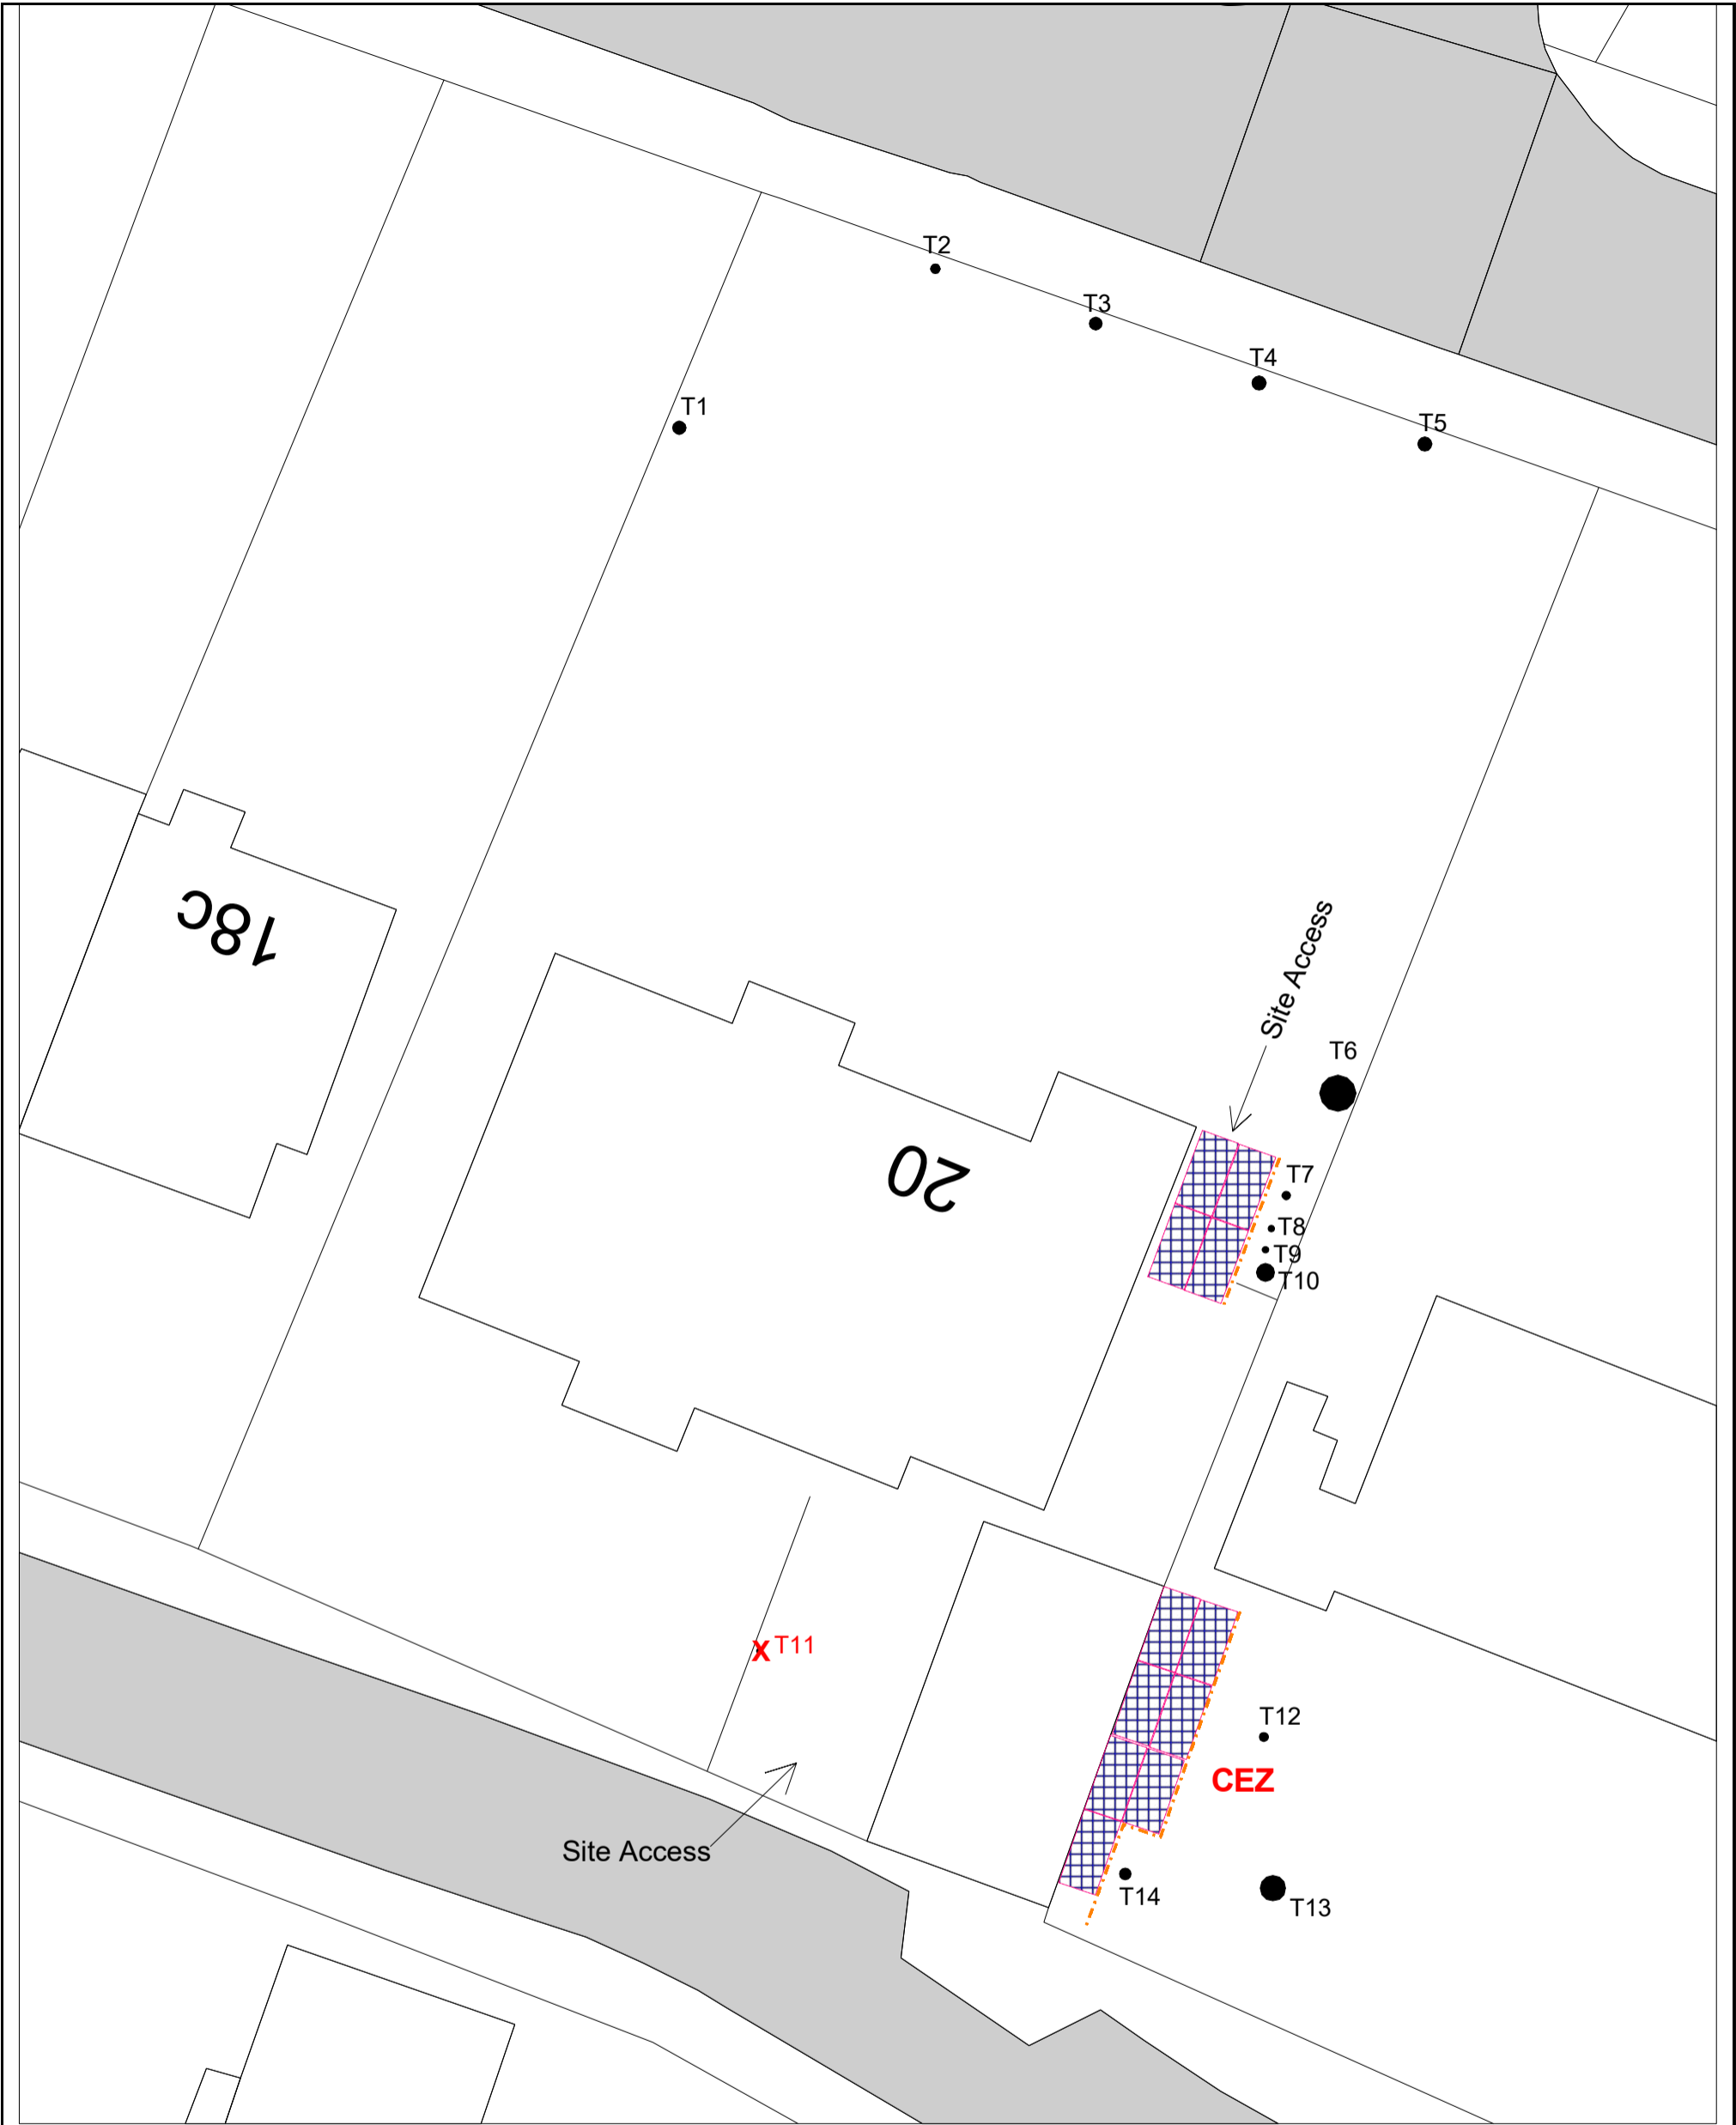 T2
T3
T4
T1
T5
18c
Site Access
T6
20
T7
T8
T9
T10
T11
T12
CEZ
Site Access
T14
T13